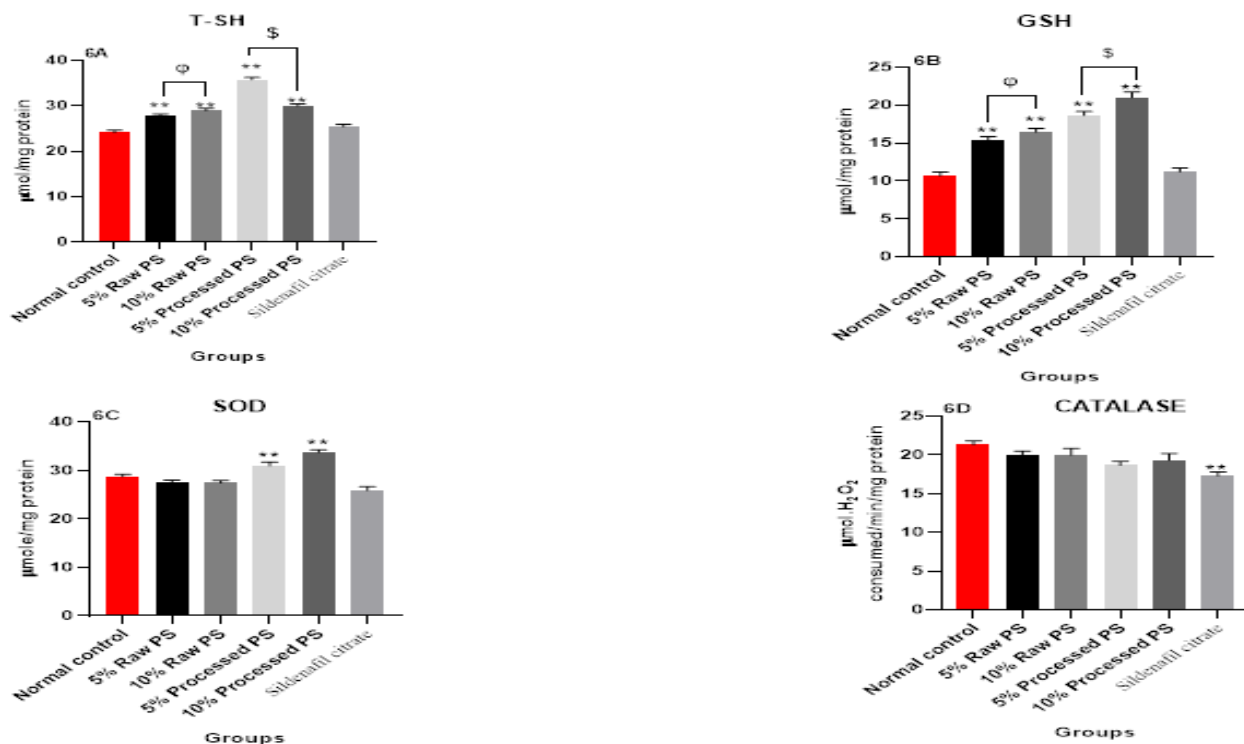 T-SH
6A
$
φ
**
**
**
**
40
30
20
10
0
μmol/mg protein
Normal control
5% Raw PS
10% Raw PS
5% Processed PS
10% Processed PS
Sildenafil citrate
Groups
GSH
6B
$
φ
**
**
**
**
25
20
15
10
5
0
μmol/mg protein
Normal control
5% Raw PS
10% Raw PS
5% Processed PS
10% Processed PS
Sildenafil citrate
Groups
SOD
6C
**
**
40
30
20
10
0
μmole/mg protein
Normal control
5% Raw PS
10% Raw PS
5% Processed PS
10% Processed PS
Sildenafil citrate
Groups
CATALASE
6D
**
25
20
15
10
5
0
μmol.H₂O₂
consumed/min/mg protein
Normal control
5% Raw PS
10% Raw PS
5% Processed PS
10% Processed PS
Sildenafil citrate
Groups